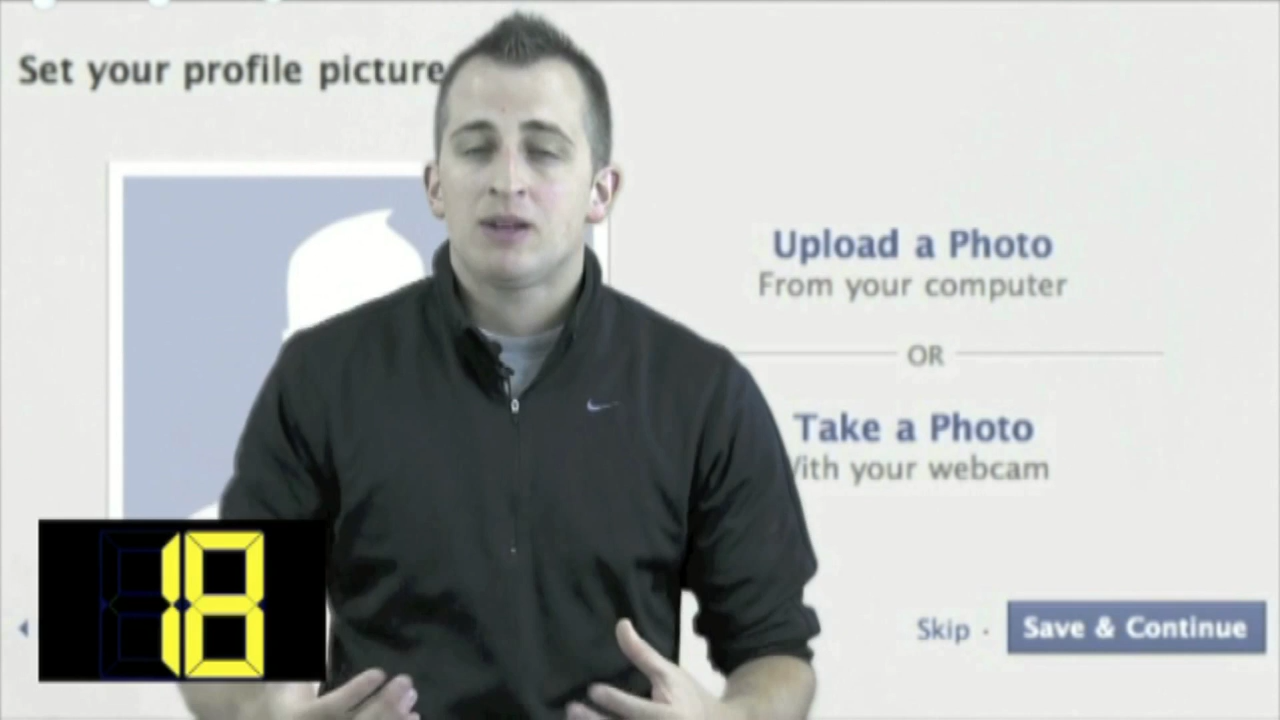 Set your profile picture
Upload a Photo
From your computer
OR
Take a Photo
With your webcam
18
Skip ·
Save & Continue